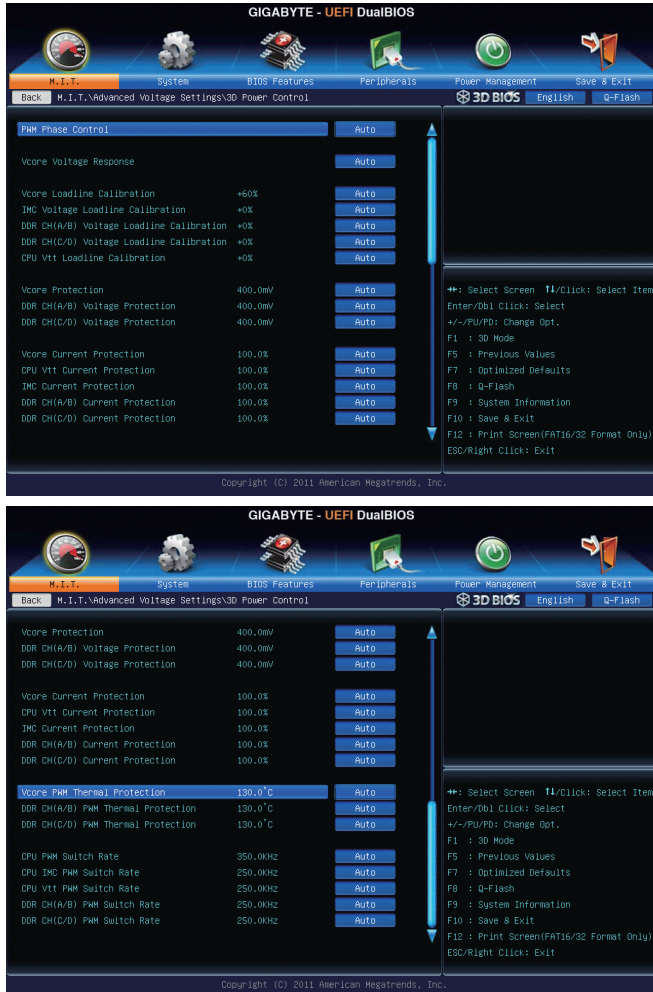 GIGABYTE - UEFI DualBIOS
M.I.T. System BIOS Features Peripherals Power Management Save & Exit
Back M.I.T.\Advanced Voltage Settings\3D Power Control 3D BIOS English Q-Flash
PWM Phase Control Auto
Vcore Voltage Response Auto
Vcore Loadline Calibration +60% Auto
IMC Voltage Loadline Calibration +0% Auto
DDR CH(A/B) Voltage Loadline Calibration +0% Auto
DDR CH(C/D) Voltage Loadline Calibration +0% Auto
CPU Vtt Loadline Calibration +0% Auto
Vcore Protection 400.0mV Auto
DDR CH(A/B) Voltage Protection 400.0mV Auto
DDR CH(C/D) Voltage Protection 400.0mV Auto
Vcore Current Protection 100.0% Auto
CPU Vtt Current Protection 100.0% Auto
IMC Current Protection 100.0% Auto
DDR CH(A/B) Current Protection 100.0% Auto
DDR CH(C/D) Current Protection 100.0% Auto
→←: Select Screen ↑↓/Click: Select Item
Enter/Dbl Click: Select
+/-/PU/PD: Change Opt.
F1 : 3D Mode
F5 : Previous Values
F7 : Optimized Defaults
F8 : Q-Flash
F9 : System Information
F10 : Save & Exit
F12 : Print Screen(FAT16/32 Format Only)
ESC/Right Click: Exit
Copyright (C) 2011 American Megatrends, Inc.
GIGABYTE - UEFI DualBIOS
M.I.T. System BIOS Features Peripherals Power Management Save & Exit
Back M.I.T.\Advanced Voltage Settings\3D Power Control 3D BIOS English Q-Flash
Vcore Protection 400.0mV Auto
DDR CH(A/B) Voltage Protection 400.0mV Auto
DDR CH(C/D) Voltage Protection 400.0mV Auto
Vcore Current Protection 100.0% Auto
CPU Vtt Current Protection 100.0% Auto
IMC Current Protection 100.0% Auto
DDR CH(A/B) Current Protection 100.0% Auto
DDR CH(C/D) Current Protection 100.0% Auto
Vcore PWM Thermal Protection 130.0°C Auto
DDR CH(A/B) PWM Thermal Protection 130.0°C Auto
DDR CH(C/D) PWM Thermal Protection 130.0°C Auto
CPU PWM Switch Rate 350.0KHz Auto
CPU IMC PWM Switch Rate 250.0KHz Auto
CPU Vtt PWM Switch Rate 250.0KHz Auto
DDR CH(A/B) PWM Switch Rate 250.0KHz Auto
DDR CH(C/D) PWM Switch Rate 250.0KHz Auto
→←: Select Screen ↑↓/Click: Select Item
Enter/Dbl Click: Select
+/-/PU/PD: Change Opt.
F1 : 3D Mode
F5 : Previous Values
F7 : Optimized Defaults
F8 : Q-Flash
F9 : System Information
F10 : Save & Exit
F12 : Print Screen(FAT16/32 Format Only)
ESC/Right Click: Exit
Copyright (C) 2011 American Megatrends, Inc.